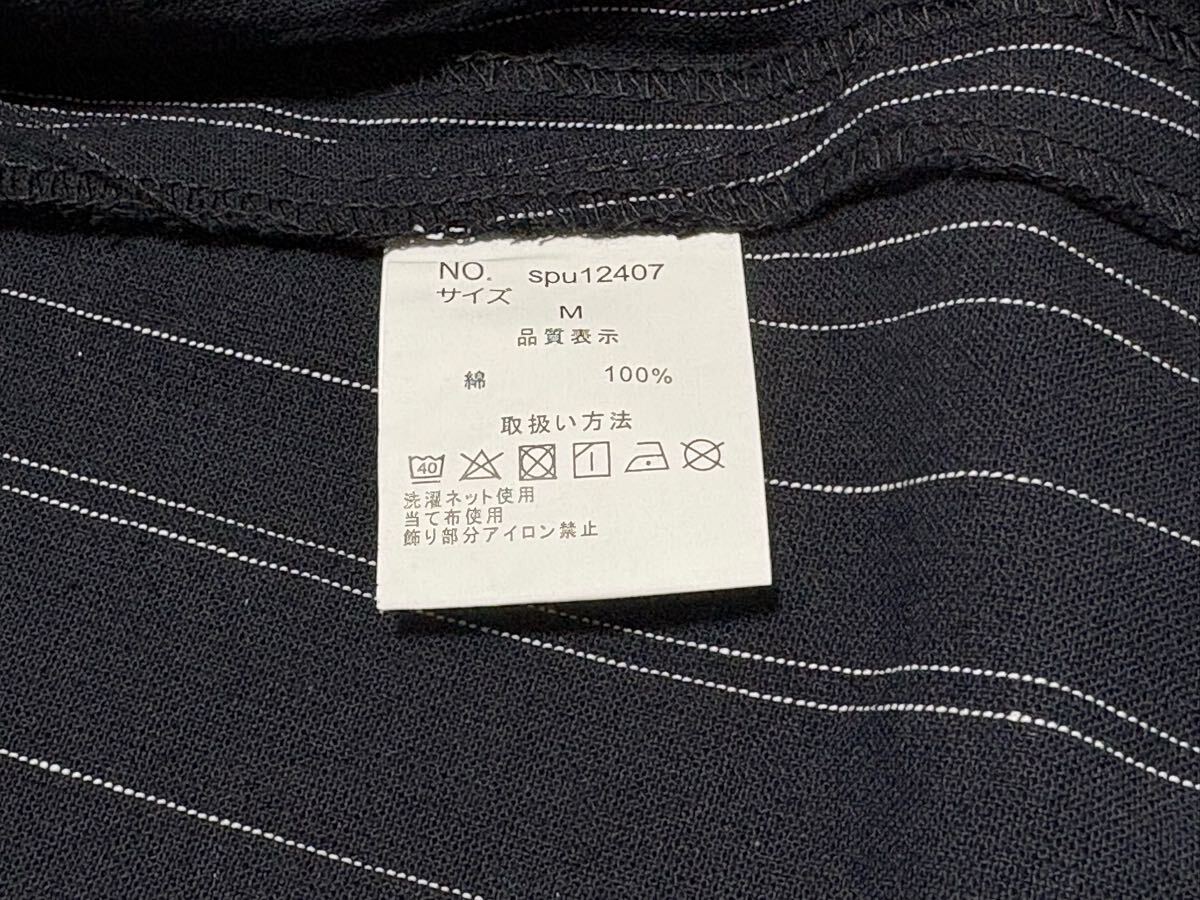 NO. spu12407
サイズ
M
品質表示
綿 100%
取扱い方法
40
洗濯ネット使用
当て布使用
飾り部分アイロン禁止